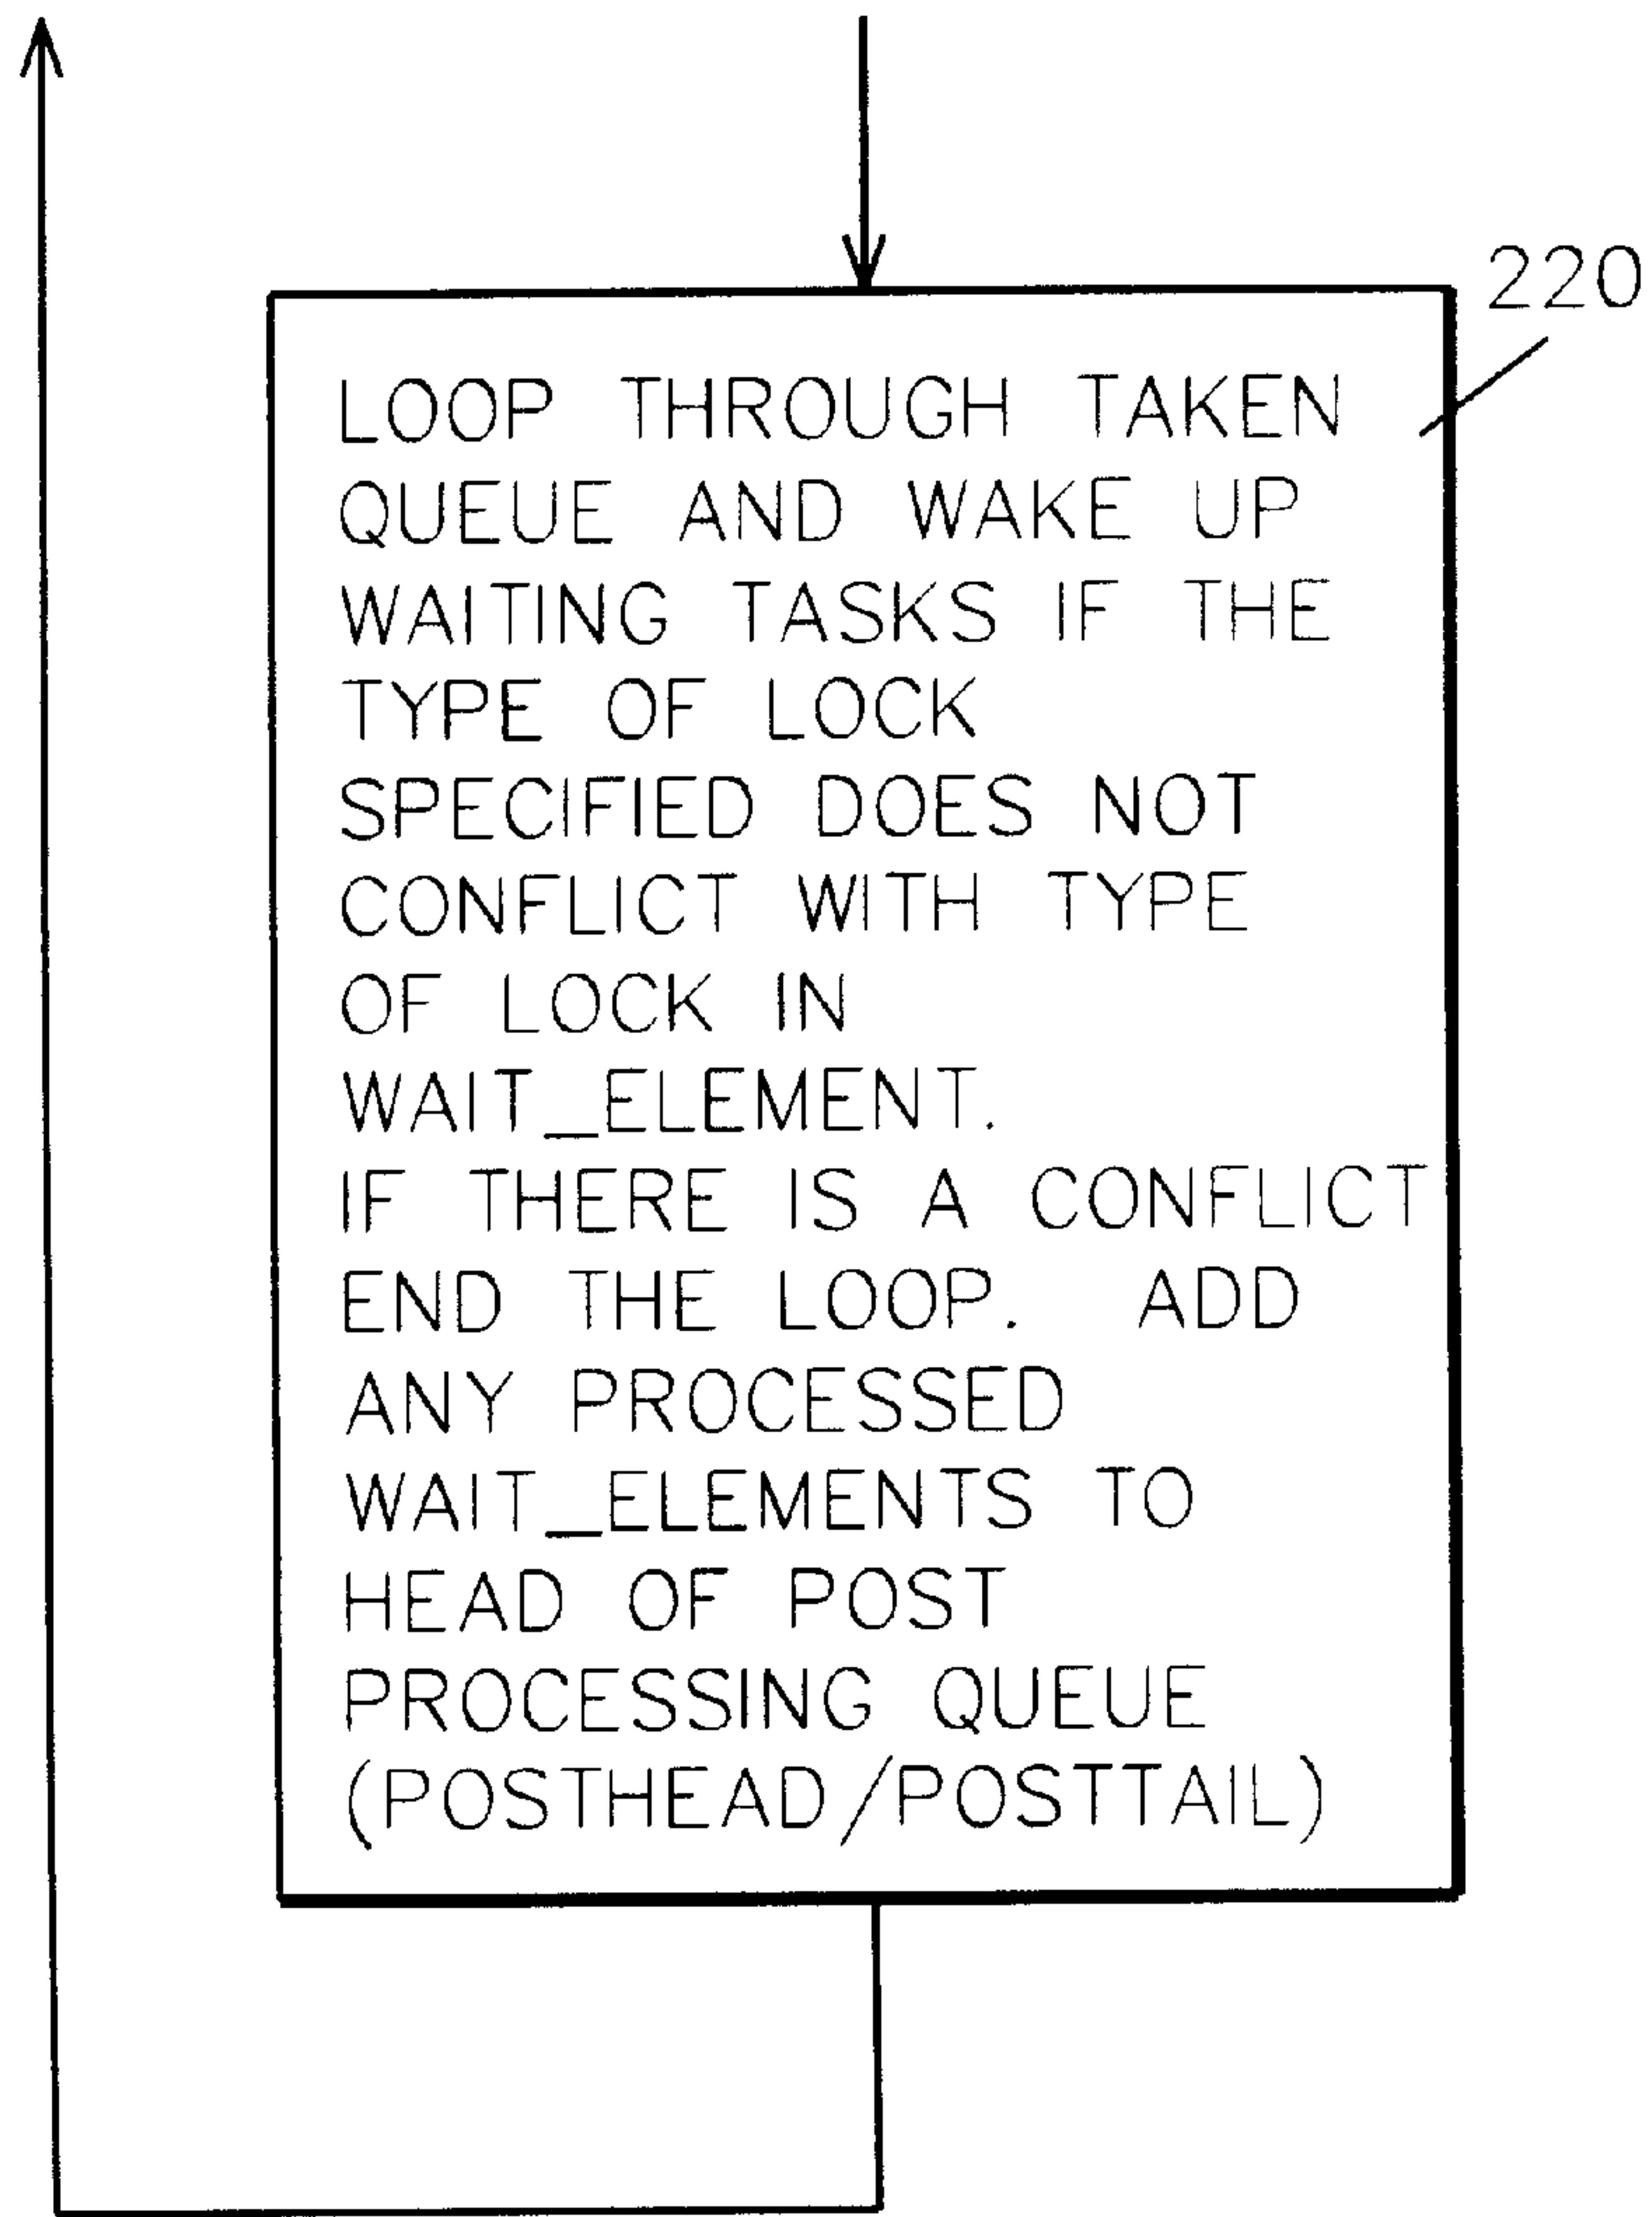 220
LOOP THROUGH TAKEN
QUEUE AND WAKE UP
WAITING TASKS IF THE
TYPE OF LOCK
SPECIFIED DOES NOT
CONFLICT WITH TYPE
OF LOCK IN
WAIT_ELEMENT.
IF THERE IS A CONFLICT
END THE LOOP. ADD
ANY PROCESSED
WAIT_ELEMENTS TO
HEAD OF POST
PROCESSING QUEUE
(POSTHEAD/POSTTAIL)